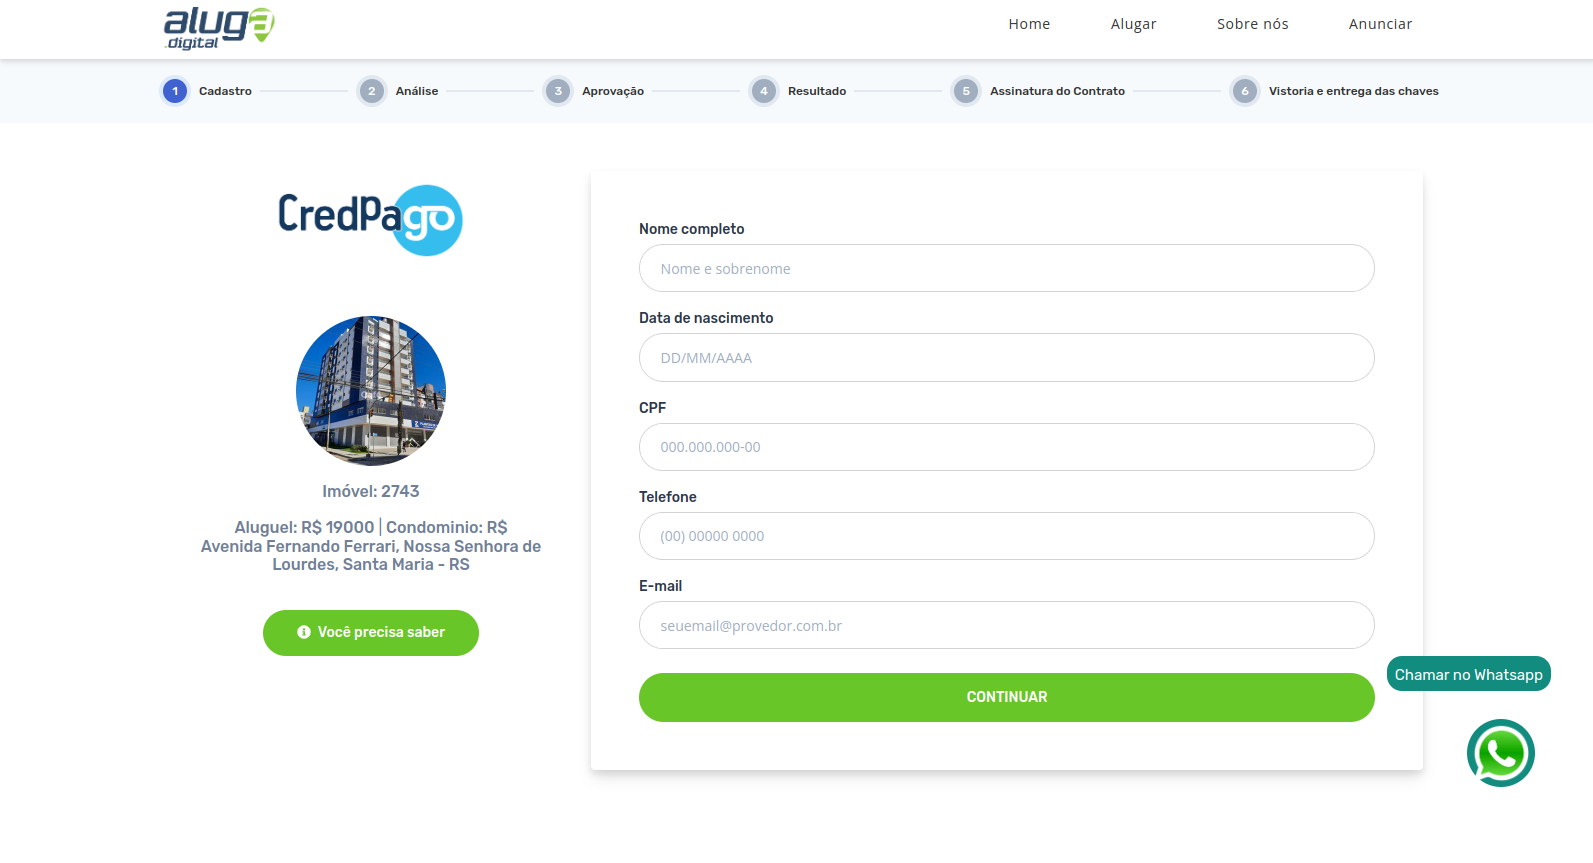 aluga
.digital
Home
Alugar
Sobre nós
Anunciar
1 Cadastro
2 Análise
3 Aprovação
4 Resultado
5 Assinatura do Contrato
6 Vistoria e entrega das chaves
CredPago
Imóvel: 2743
Aluguel: R$ 19000 | Condominio: R$
Avenida Fernando Ferrari, Nossa Senhora de
Lourdes, Santa Maria - RS
Você precisa saber
Nome completo
Nome e sobrenome
Data de nascimento
DD/MM/AAAA
CPF
000.000.000-00
Telefone
(00) 00000 0000
E-mail
seuemail@provedor.com.br
CONTINUAR
Chamar no Whatsapp